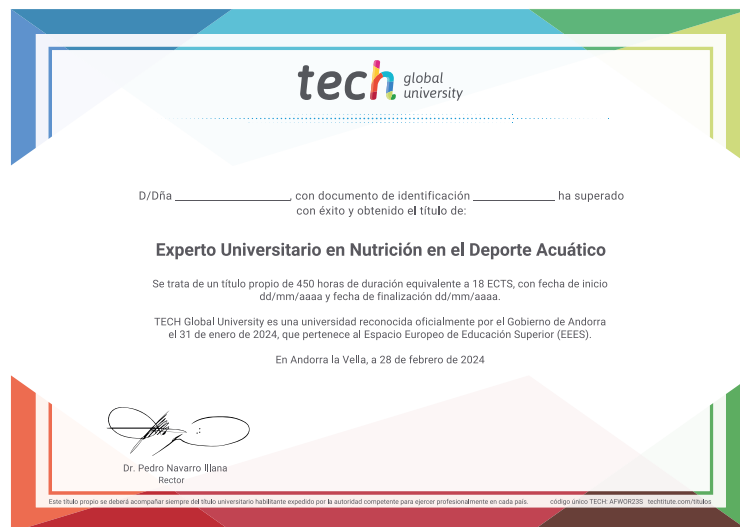 tech global university
D/Dña ______________, con documento de identificación __________ ha superado
con éxito y obtenido el título de:
Experto Universitario en Nutrición en el Deporte Acuático
Se trata de un título propio de 450 horas de duración equivalente a 18 ECTS, con fecha de inicio
dd/mm/aaaa y fecha de finalización dd/mm/aaaa.
TECH Global University es una universidad reconocida oficialmente por el Gobierno de Andorra
el 31 de enero de 2024, que pertenece al Espacio Europeo de Educación Superior (EEES).
En Andorra la Vella, a 28 de febrero de 2024
Dr. Pedro Navarro Illana
Rector
Este título propio se deberá acompañar siempre del título universitario habilitante expedido por la autoridad competente para ejercer profesionalmente en cada país. código único TECH: AFWOR23S techtitute.com/titulos